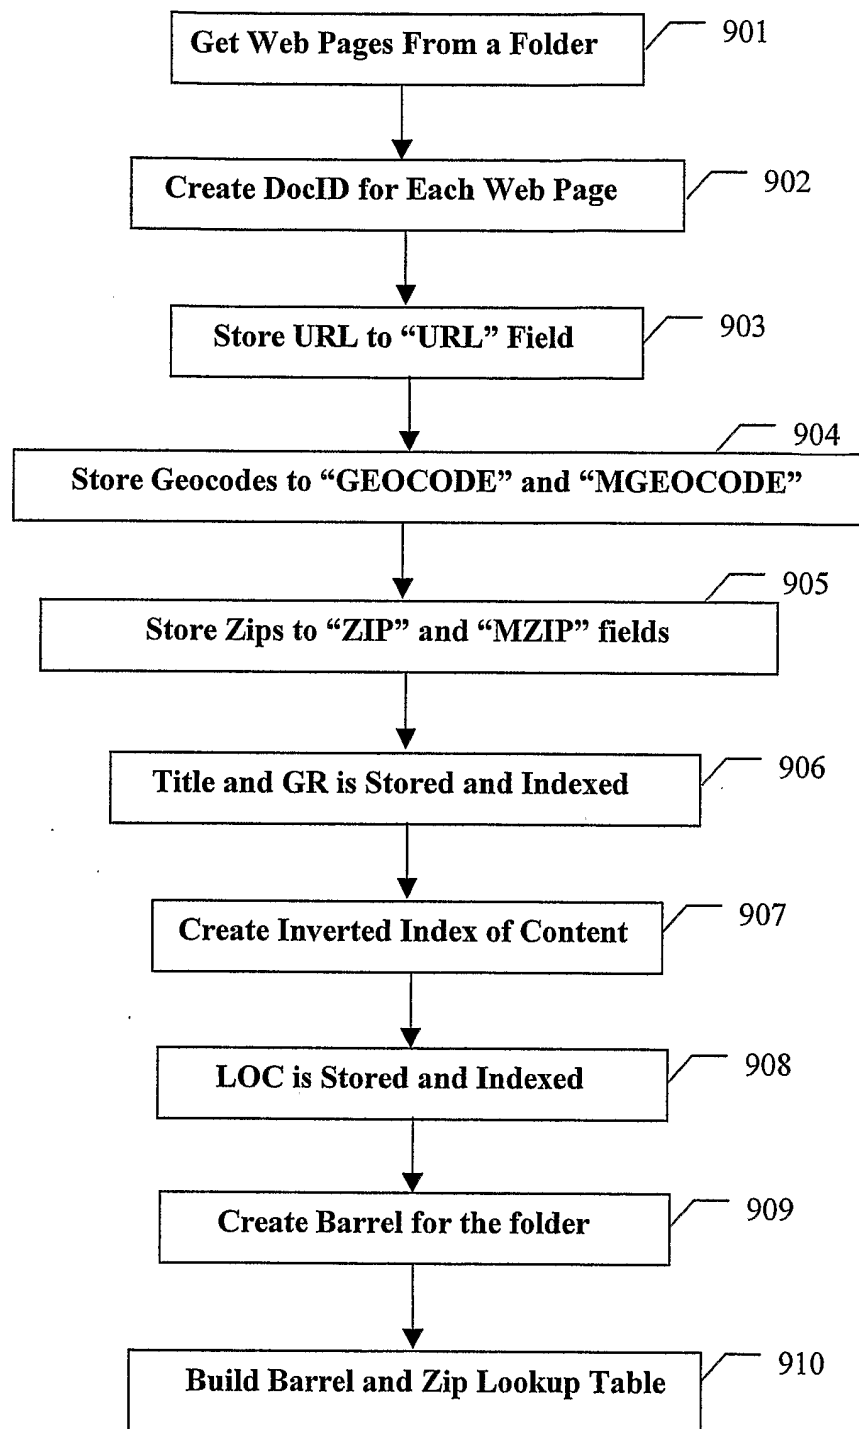 Get Web Pages From a Folder
901
Create DocID for Each Web Page
902
Store URL to “URL” Field
903
904
Store Geocodes to “GEOCODE” and “MGEOCODE”
905
Store Zips to “ZIP” and “MZIP” fields
Title and GR is Stored and Indexed
906
Create Inverted Index of Content
907
LOC is Stored and Indexed
908
Create Barrel for the folder
909
Build Barrel and Zip Lookup Table
910